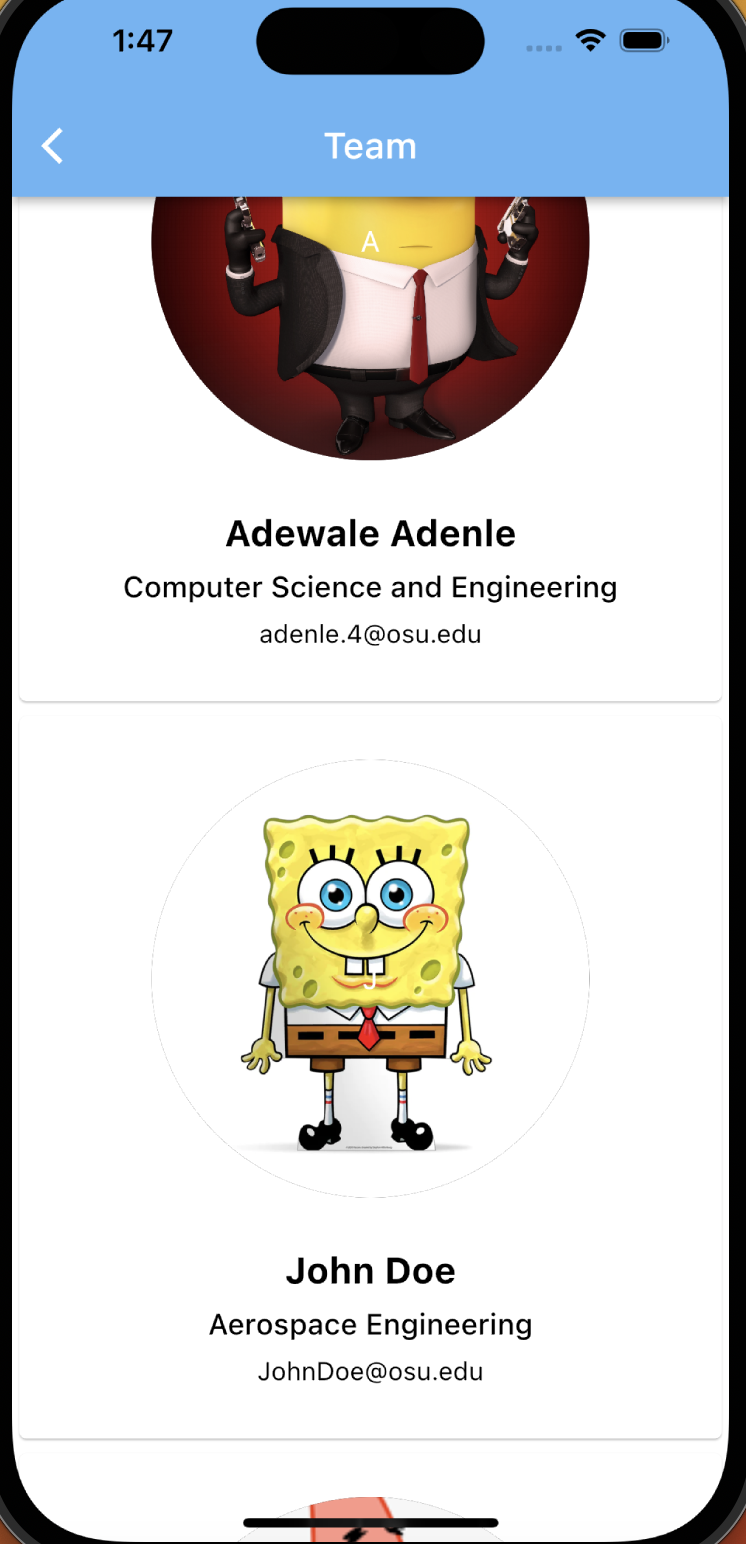 1:47
Team
A
Adewale Adenle
Computer Science and Engineering
adenle.4@osu.edu
J
John Doe
Aerospace Engineering
JohnDoe@osu.edu